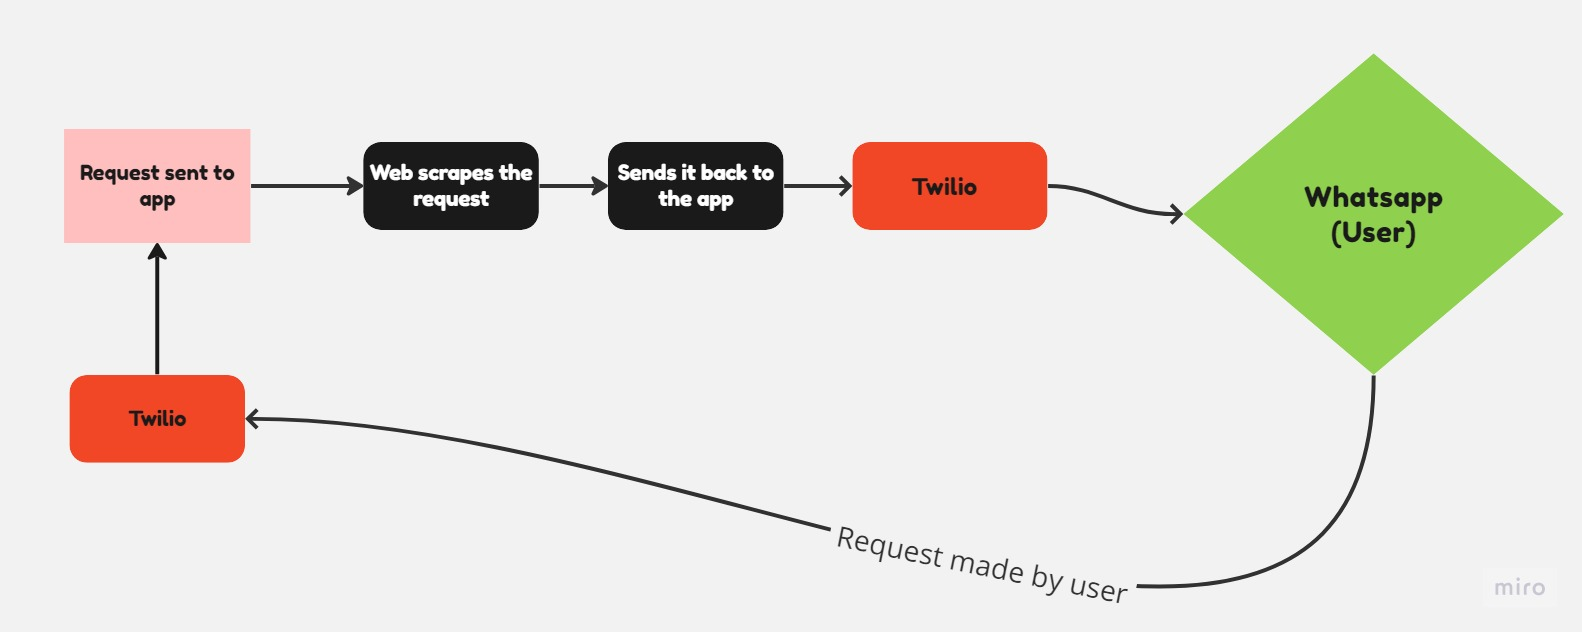 Request sent to
app
Web scrapes the
request
Sends it back to
the app
Twilio
Whatsapp
(User)
Twilio
Request made by user
miro